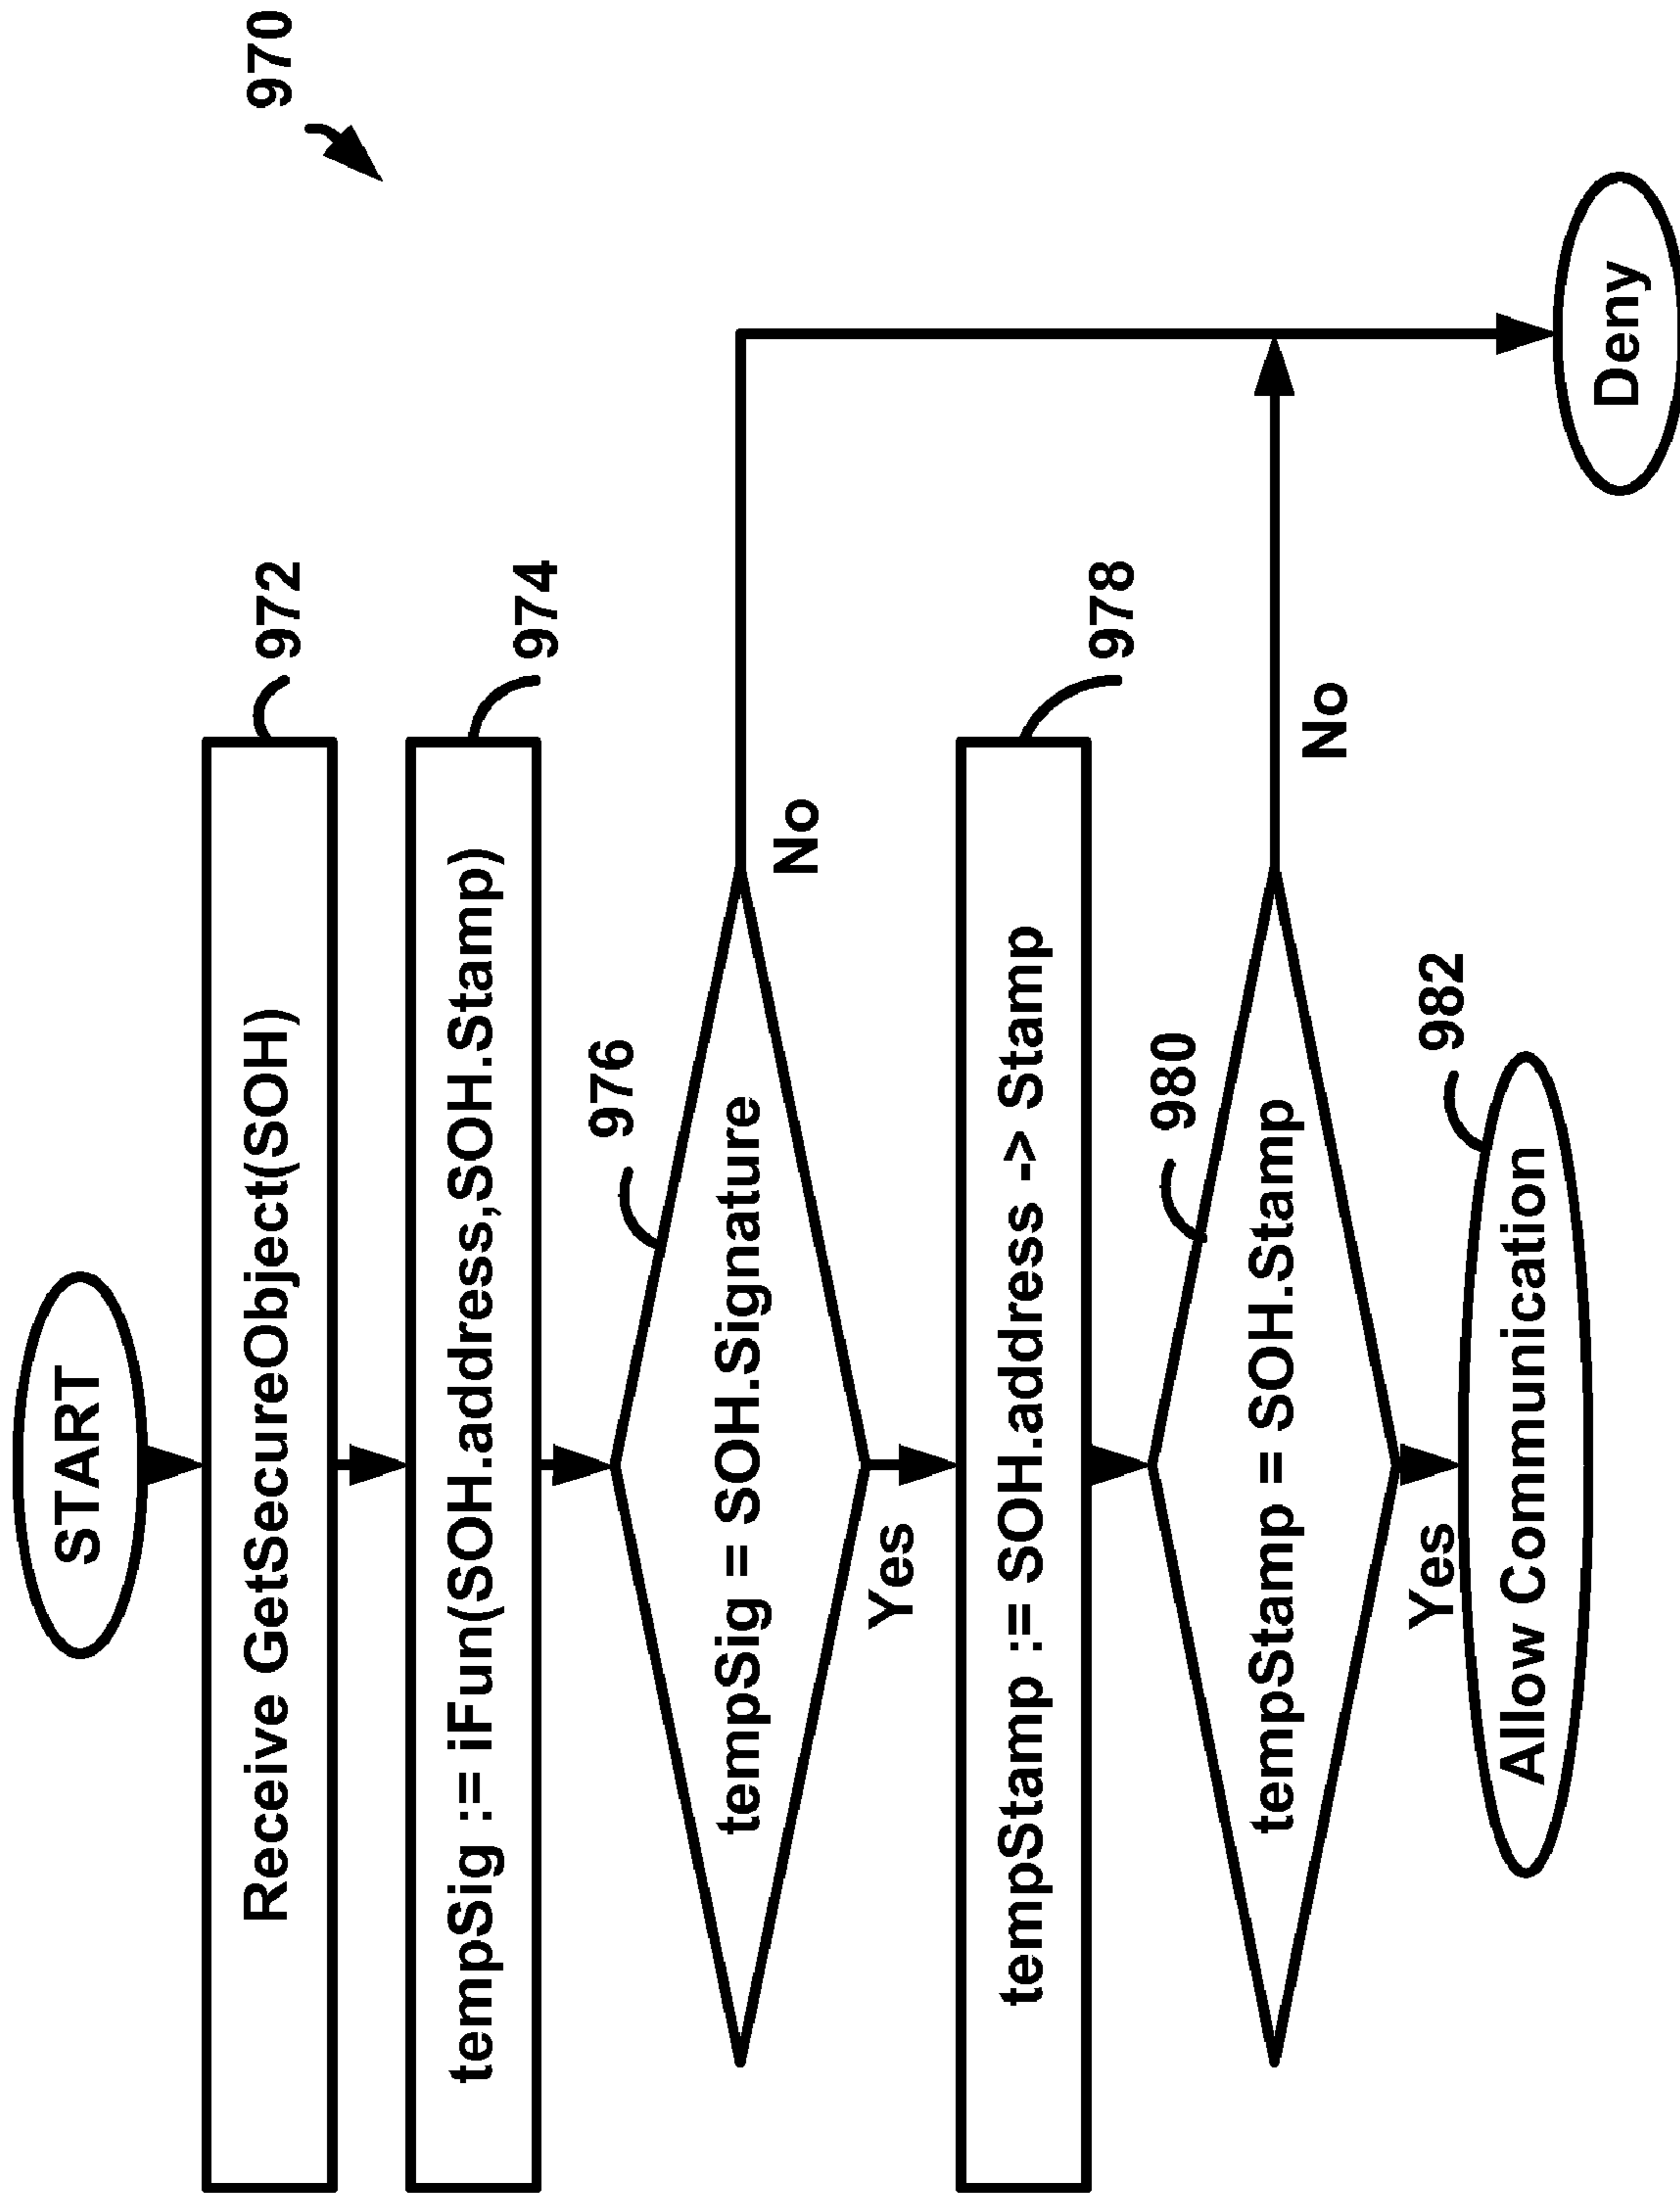 970
START
Receive GetSecureObject(SOH)
972
tempSig := iFun(SOH.address,SOH.Stamp)
974
976
tempSig = SOH.Signature
No
Yes
tempStamp := SOH.address -> Stamp
978
980
tempStamp = SOH.Stamp
No
Yes
982
Allow Communication
Deny